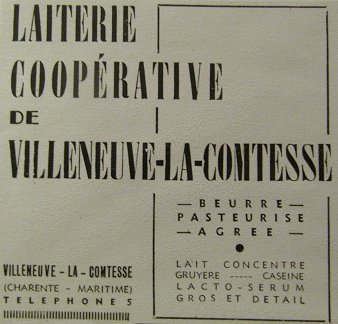 LAITERIE
COOPÉRATIVE
DE
VILLENEUVE-LA-COMTESSE
— BEURRE —
PASTEURISE
— AGREE —
LAIT CONCENTRE
GRUYERE ----- CASEINE
LACTO-SERUM
GROS ET DETAIL
VILLENEUVE - LA - COMTESSE
(CHARENTE - MARITIME)
TELEPHONE 5